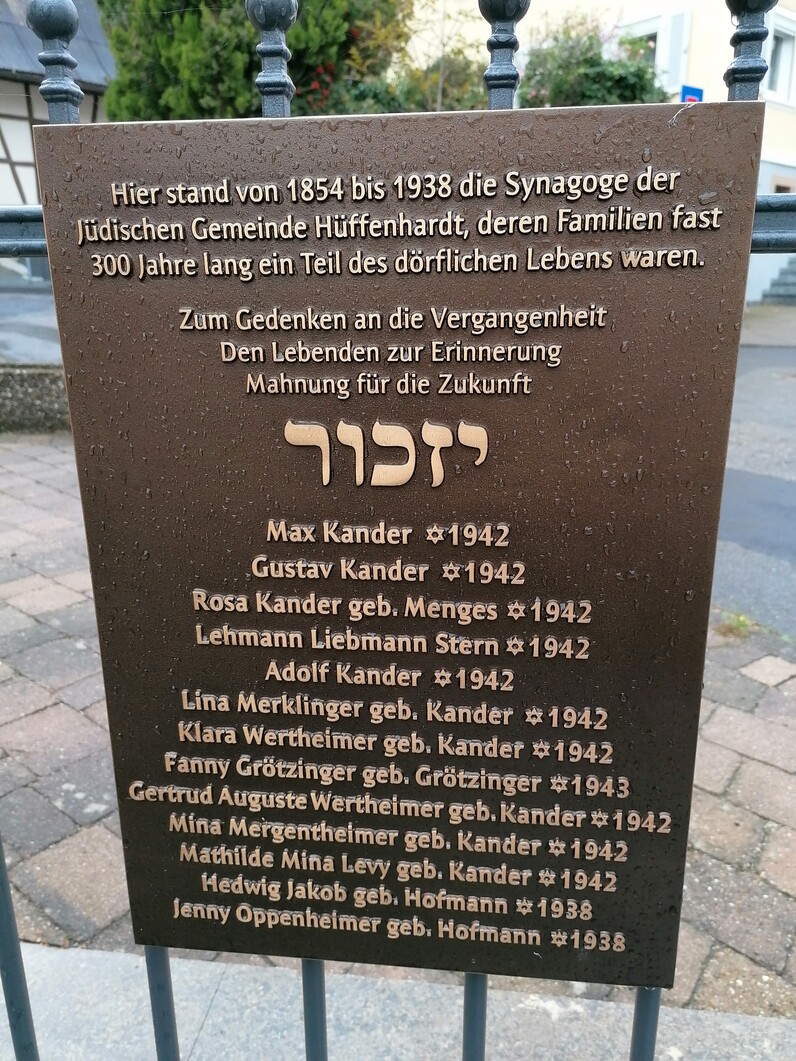 Hier stand von 1854 bis 1938 die Synagoge der
Jüdischen Gemeinde Hüffenhardt, deren Familien fast
300 Jahre lang ein Teil des dörflichen Lebens waren.
Zum Gedenken an die Vergangenheit
Den Lebenden zur Erinnerung
Mahnung für die Zukunft
יזכור
Max Kander ✡1942
Gustav Kander ✡1942
Rosa Kander geb. Menges ✡1942
Lehmann Liebmann Stern ✡1942
Adolf Kander ✡1942
Lina Merklinger geb. Kander ✡1942
Klara Wertheimer geb. Kander ✡1942
Fanny Grötzinger geb. Grötzinger ✡1943
Gertrud Auguste Wertheimer geb. Kander ✡1942
Mina Mergentheimer geb. Kander ✡1942
Mathilde Mina Levy geb. Kander ✡1942
Hedwig Jakob geb. Hofmann ✡1938
Jenny Oppenheimer geb. Hofmann ✡1938